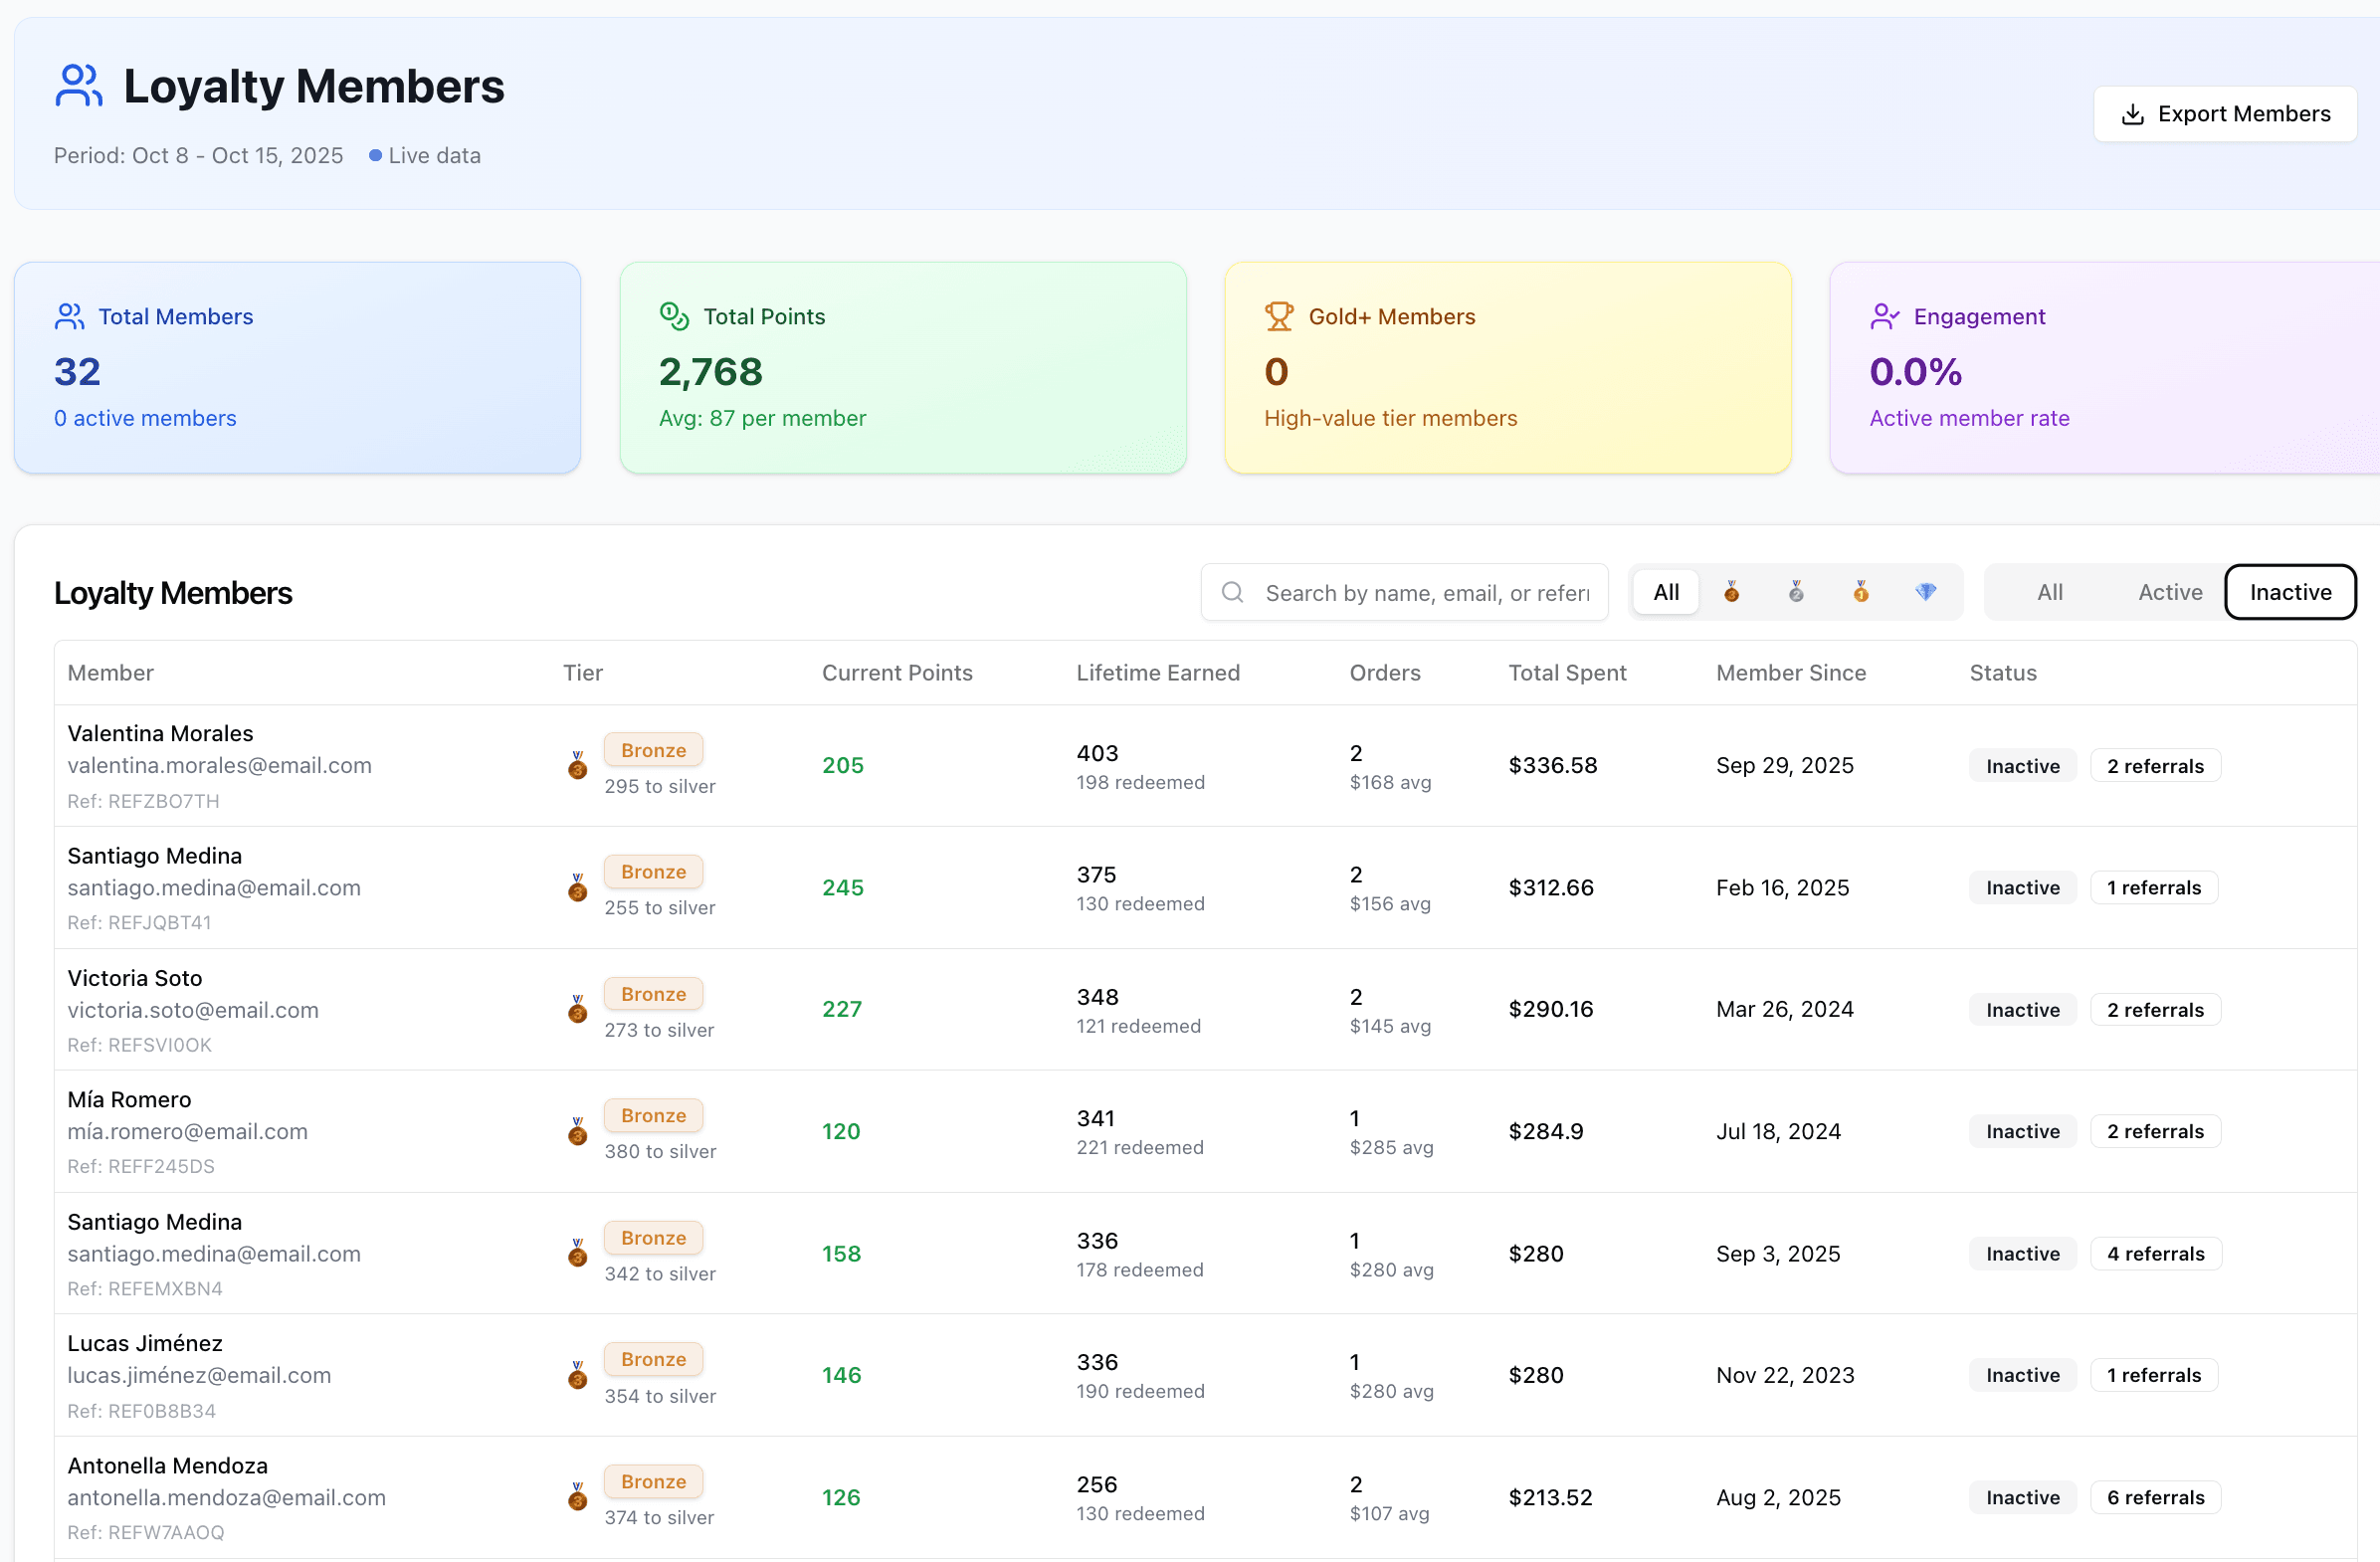 Loyalty Members
Export Members
Period: Oct 8 - Oct 15, 2025 Live data
Total Members
32
0 active members
Total Points
2,768
Avg: 87 per member
Gold+ Members
0
High-value tier members
Engagement
0.0%
Active member rate
Loyalty Members
Search by name, email, or referr
All 3 2 1
All Active Inactive
Member Tier Current Points Lifetime Earned Orders Total Spent Member Since Status
Valentina Morales
valentina.morales@email.com
Ref: REFZBO7TH
3 Bronze
295 to silver
205
403
198 redeemed
2
$168 avg
$336.58
Sep 29, 2025
Inactive 2 referrals
Santiago Medina
santiago.medina@email.com
Ref: REFJQBT41
3 Bronze
255 to silver
245
375
130 redeemed
2
$156 avg
$312.66
Feb 16, 2025
Inactive 1 referrals
Victoria Soto
victoria.soto@email.com
Ref: REFSVI0OK
3 Bronze
273 to silver
227
348
121 redeemed
2
$145 avg
$290.16
Mar 26, 2024
Inactive 2 referrals
Mía Romero
mía.romero@email.com
Ref: REFF245DS
3 Bronze
380 to silver
120
341
221 redeemed
1
$285 avg
$284.9
Jul 18, 2024
Inactive 2 referrals
Santiago Medina
santiago.medina@email.com
Ref: REFEMXBN4
3 Bronze
342 to silver
158
336
178 redeemed
1
$280 avg
$280
Sep 3, 2025
Inactive 4 referrals
Lucas Jiménez
lucas.jiménez@email.com
Ref: REF0B8B34
3 Bronze
354 to silver
146
336
190 redeemed
1
$280 avg
$280
Nov 22, 2023
Inactive 1 referrals
Antonella Mendoza
antonella.mendoza@email.com
Ref: REFW7AAOQ
3 Bronze
374 to silver
126
256
130 redeemed
2
$107 avg
$213.52
Aug 2, 2025
Inactive 6 referrals